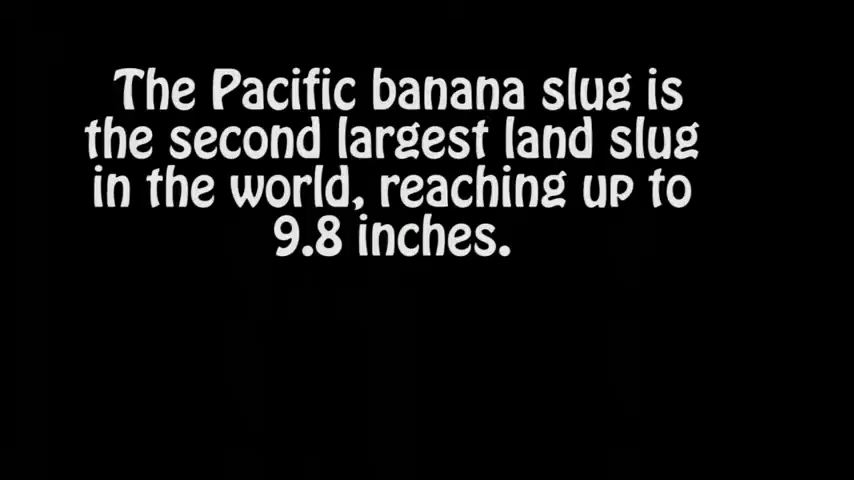 The Pacific banana slug is
the second largest land slug
in the world, reaching up to
9.8 inches.